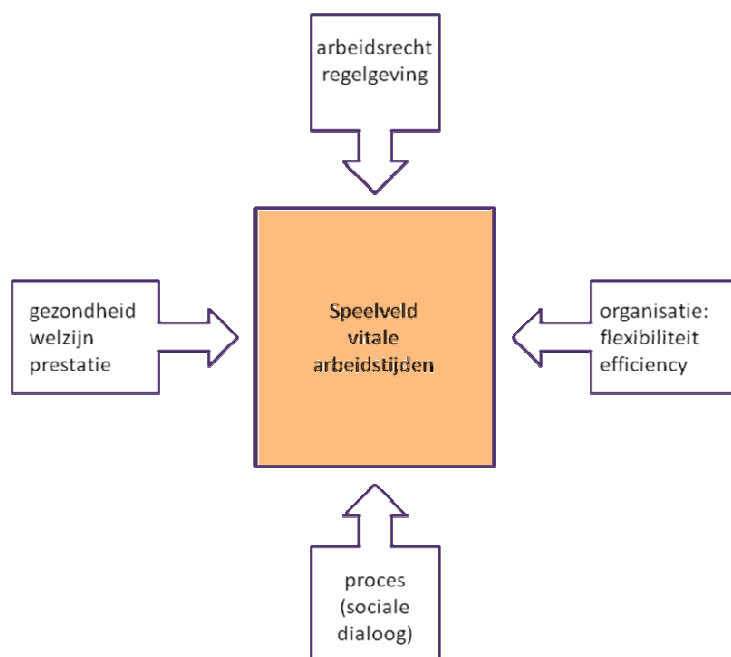 arbeidsrecht
regelgeving
gezondheid
welzijn
prestatie
Speelveld
vitale
arbeidstijden
organisatie:
flexibiliteit
efficiency
proces
(sociale
dialoog)